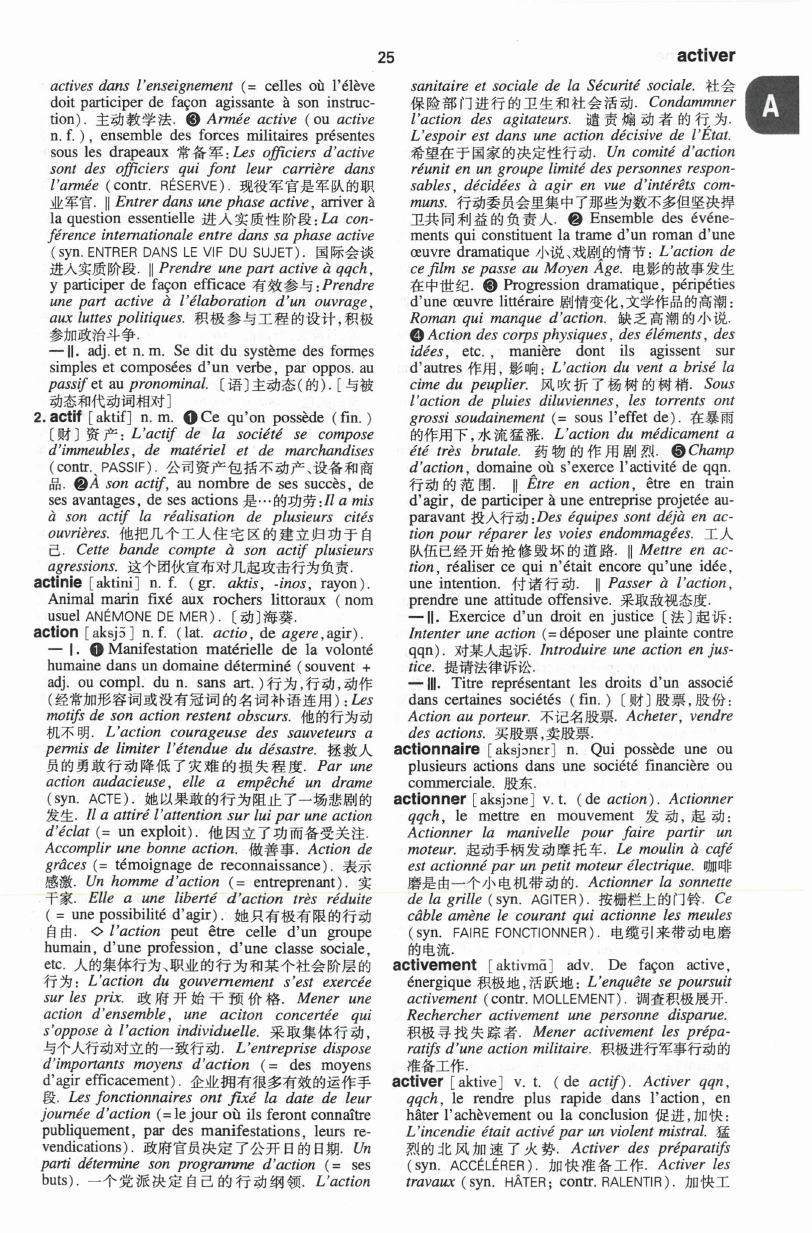 25
activer
A
actives dans l'enseignement (= celles où l'élève
doit participer de façon agissante à son instruc-
tion). 主动教学法. ❸ Armée active (ou active
n. f.), ensemble des forces militaires présentes
sous les drapeaux 常备军: Les officiers d'active
sont des officiers qui font leur carrière dans
l'armée (contr. RÉSERVE). 现役军官是军队的职
业军官. ‖ Entrer dans une phase active, arriver à
la question essentielle 进入实质性阶段: La con-
férence internationale entre dans sa phase active
(syn. ENTRER DANS LE VIF DU SUJET). 国际会谈
进入实质阶段. ‖ Prendre une part active à qqch,
y participer de façon efficace 有效参与: Prendre
une part active à l'élaboration d'un ouvrage,
aux luttes politiques. 积极参与工程的设计,积极
参加政治斗争.
— II. adj. et n. m. Se dit du système des formes
simples et composées d'un verbe, par oppos. au
passif et au pronominal. 〔语〕主动态(的). [与被
动态和代动词相对]
2. actif [aktif] n. m. ❶ Ce qu'on possède (fin.)
〔财〕资产: L'actif de la société se compose
d'immeubles, de matériel et de marchandises
(contr. PASSIF). 公司资产包括不动产、设备和商
品. ❷ À son actif, au nombre de ses succès, de
ses avantages, de ses actions 是…的功劳: Il a mis
à son actif la réalisation de plusieurs cités
ouvrières. 他把几个工人住宅区的建立归功于自
己. Cette bande compte à son actif plusieurs
agressions. 这个团伙宣布对几起攻击行为负责.
actinie [aktini] n. f. (gr. aktis, -inos, rayon).
Animal marin fixé aux rochers littoraux (nom
usuel ANÉMONE DE MER). 〔动〕海葵.
action [aksjɔ̃] n. f. (lat. actio, de agere, agir).
— I. ❶ Manifestation matérielle de la volonté
humaine dans un domaine déterminé (souvent +
adj. ou compl. du n. sans art.) 行为,行动,动作
(经常加形容词或没有冠词的名词补语连用): Les
motifs de son action restent obscurs. 他的行为动
机不明. L'action courageuse des sauveteurs a
permis de limiter l'étendue du désastre. 拯救人
员的勇敢行动降低了灾难的损失程度. Par une
action audacieuse, elle a empêché un drame
(syn. ACTE). 她以果敢的行为阻止了一场悲剧的
发生. Il a attiré l'attention sur lui par une action
d'éclat (= un exploit). 他因立了功而备受关注.
Accomplir une bonne action. 做善事. Action de
grâces (= témoignage de reconnaissance). 表示
感激. Un homme d'action (= entreprenant). 实
干家. Elle a une liberté d'action très réduite
(= une possibilité d'agir). 她只有极有限的行动
自由. ◇ l'action peut être celle d'un groupe
humain, d'une profession, d'une classe sociale,
etc. 人的集体行为、职业的行为和某个社会阶层的
行为: L'action du gouvernement s'est exercée
sur les prix. 政府开始干预价格. Mener une
action d'ensemble, une aciton concertée qui
s'oppose à l'action individuelle. 采取集体行动,
与个人行动对立的一致行动. L'entreprise dispose
d'importants moyens d'action (= des moyens
d'agir efficacement). 企业拥有很多有效的运作手
段. Les fonctionnaires ont fixé la date de leur
journée d'action (= le jour où ils feront connaître
publiquement, par des manifestations, leurs re-
vendications). 政府官员决定了公开日的日期. Un
parti détermine son programme d'action (= ses
buts). 一个党派决定自己的行动纲领. L'action
sanitaire et sociale de la Sécurité sociale. 社会
保险部门进行的卫生和社会活动. Condammner
l'action des agitateurs. 谴责煽动者的行为.
L'espoir est dans une action décisive de l'État.
希望在于国家的决定性行动. Un comité d'action
réunit en un groupe limité des personnes respon-
sables, décidées à agir en vue d'intérêts com-
muns. 行动委员会里集中了那些为数不多但坚决捍
卫共同利益的负责人. ❷ Ensemble des événe-
ments qui constituent la trame d'un roman d'une
œuvre dramatique 小说、戏剧的情节: L'action de
ce film se passe au Moyen Âge. 电影的故事发生
在中世纪. ❸ Progression dramatique, péripéties
d'une œuvre littéraire 剧情变化,文学作品的高潮:
Roman qui manque d'action. 缺乏高潮的小说.
❹ Action des corps physiques, des éléments, des
idées, etc., manière dont ils agissent sur
d'autres 作用, 影响: L'action du vent a brisé la
cime du peuplier. 风吹折了杨树的树梢. Sous
l'action de pluies diluviennes, les torrents ont
grossi soudainement (= sous l'effet de). 在暴雨
的作用下,水流猛涨. L'action du médicament a
été très brutale. 药物的作用剧烈. ❺ Champ
d'action, domaine où s'exerce l'activité de qqn.
行动的范围. ‖ Être en action, être en train
d'agir, de participer à une entreprise projetée au-
paravant 投入行动: Des équipes sont déjà en ac-
tion pour réparer les voies endommagées. 工人
队伍已经开始抢修毁坏的道路. ‖ Mettre en ac-
tion, réaliser ce qui n'était encore qu'une idée,
une intention. 付诸行动. ‖ Passer à l'action,
prendre une attitude offensive. 采取敌视态度.
— II. Exercice d'un droit en justice 〔法〕起诉:
Intenter une action (= déposer une plainte contre
qqn). 对某人起诉. Introduire une action en jus-
tice. 提请法律诉讼.
— III. Titre représentant les droits d'un associé
dans certaines sociétés (fin.) 〔财〕股票,股份:
Action au porteur. 不记名股票. Acheter, vendre
des actions. 买股票,卖股票.
actionnaire [aksjɔnɛr] n. Qui possède une ou
plusieurs actions dans une société financière ou
commerciale. 股东.
actionner [aksjɔne] v. t. (de action). Actionner
qqch, le mettre en mouvement 发动, 起动:
Actionner la manivelle pour faire partir un
moteur. 起动手柄发动摩托车. Le moulin à café
est actionné par un petit moteur électrique. 咖啡
磨是由一个小电机带动的. Actionner la sonnette
de la grille (syn. AGITER). 按栅栏上的门铃. Ce
câble amène le courant qui actionne les meules
(syn. FAIRE FONCTIONNER). 电缆引来带动电磨
的电流.
activement [aktivmɑ̃] adv. De façon active,
énergique 积极地,活跃地: L'enquête se poursuit
activement (contr. MOLLEMENT). 调查积极展开.
Rechercher activement une personne disparue.
积极寻找失踪者. Mener activement les prépa-
ratifs d'une action militaire. 积极进行军事行动的
准备工作.
activer [aktive] v. t. (de actif). Activer qqn,
qqch, le rendre plus rapide dans l'action, en
hâter l'achèvement ou la conclusion 促进,加快:
L'incendie était activé par un violent mistral. 猛
烈的北风加速了火势. Activer des préparatifs
(syn. ACCÉLÉRER). 加快准备工作. Activer les
travaux (syn. HÂTER; contr. RALENTIR). 加快工